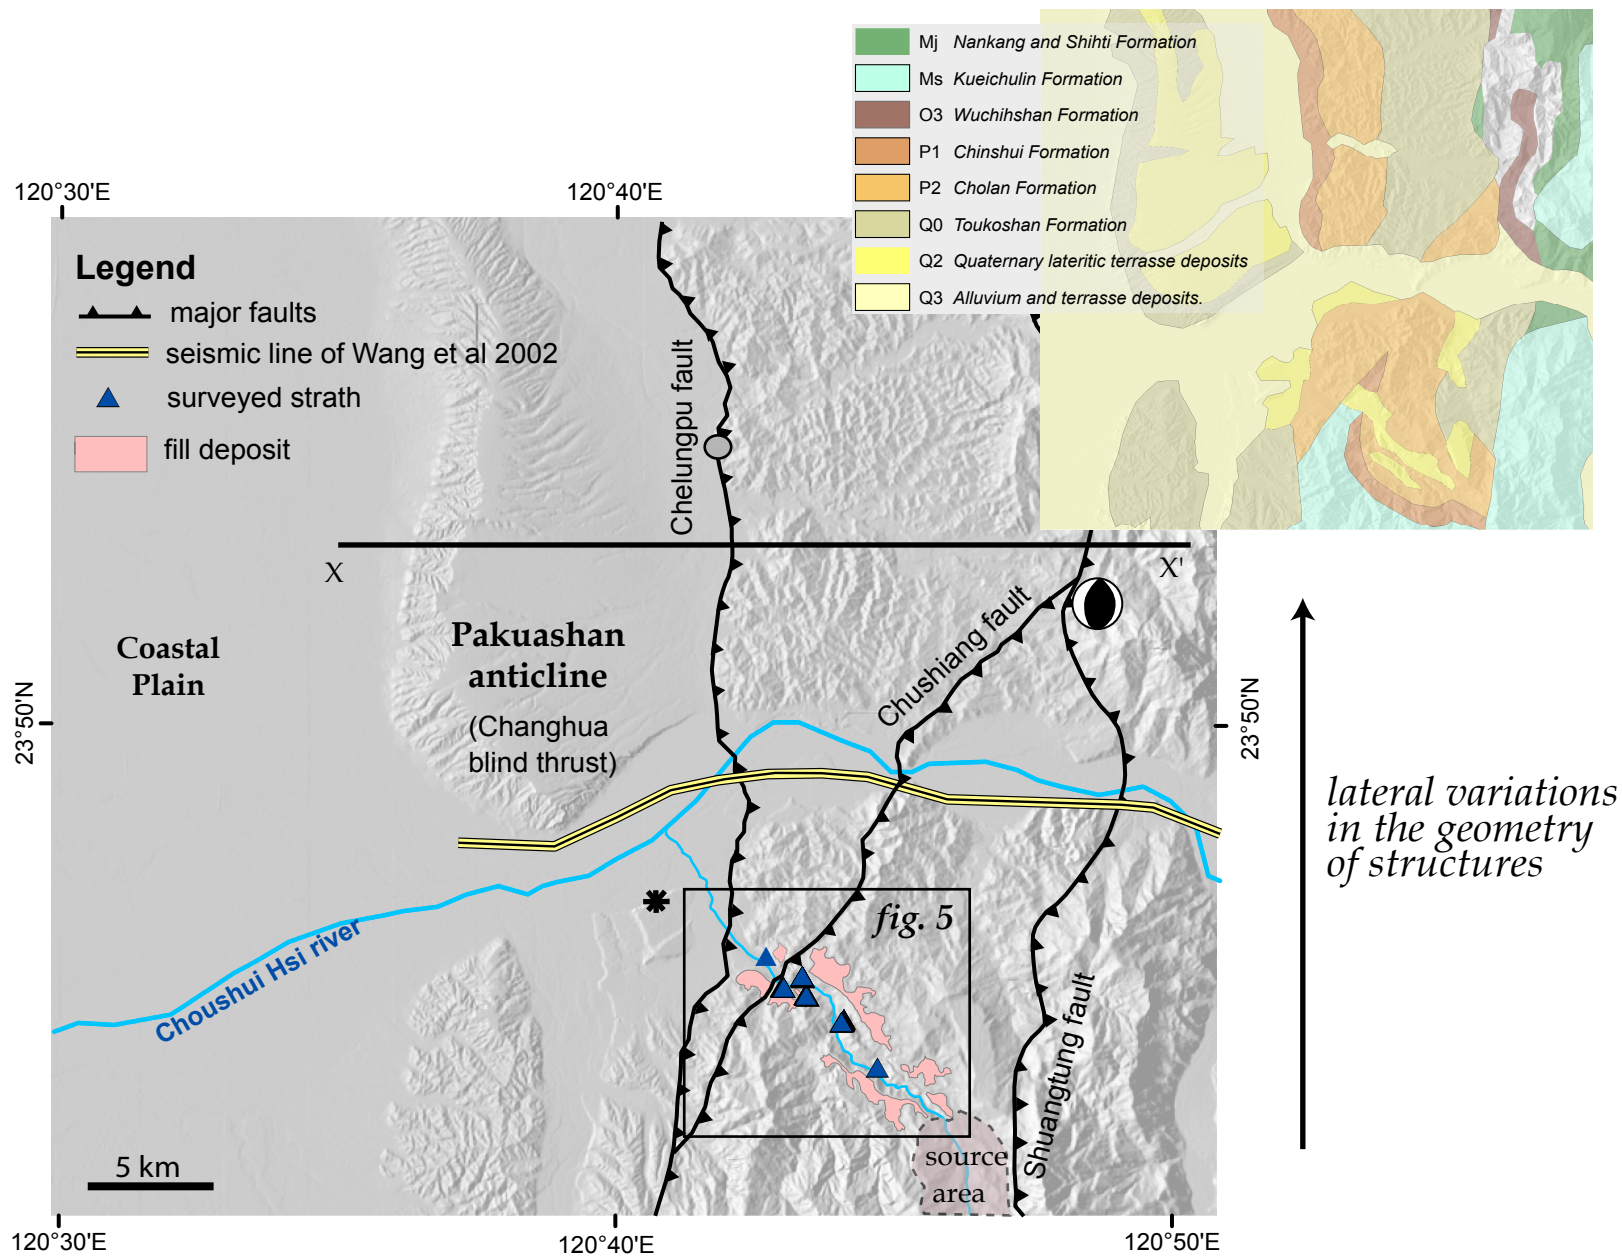 Mj Nankang and Shihti Formation
Ms Kueichulin Formation
O3 Wuchihshan Formation
P1 Chinshui Formation
P2 Cholan Formation
Q0 Toukoshan Formation
Q2 Quaternary lateritic terrasse deposits
Q3 Alluvium and terrasse deposits.
120°30'E
120°40'E
Legend
major faults
seismic line of Wang et al 2002
surveyed strath
fill deposit
Chelungpu fault
X
X'
Coastal
Plain
Pakuashan
anticline
(Changhua
blind thrust)
Chushiang fault
23°50'N
23°50'N
lateral variations
in the geometry
of structures
fig. 5
Choushui Hsi river
Shuangtung fault
source
area
5 km
120°30'E
120°40'E
120°50'E